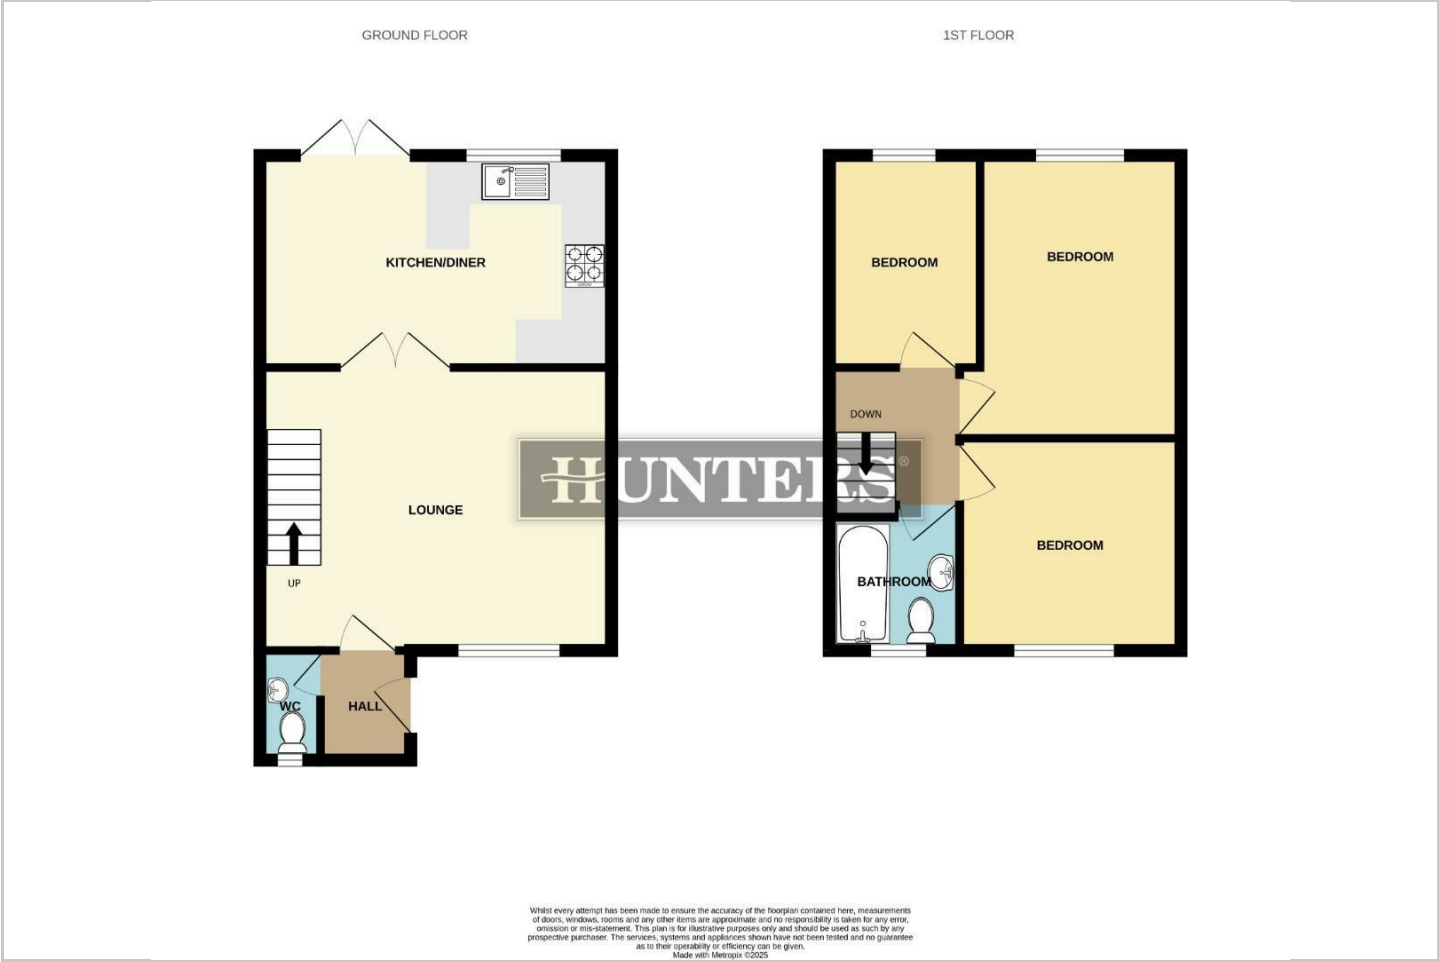 GROUND FLOOR
1ST FLOOR
KITCHEN/DINER
BEDROOM
BEDROOM
DOWN
HUNTERS®
LOUNGE
UP
BEDROOM
BATHROOM
WC
HALL
Whilst every attempt has been made to ensure the accuracy of the floorplan contained here, measurements
of doors, windows, rooms and any other items are approximate and no responsibility is taken for any error,
omission or mis-statement. This plan is for illustrative purposes only and should be used as such by any
prospective purchaser. The services, systems and appliances shown have not been tested and no guarantee
as to their operability or efficiency can be given.
Made with Metropix ©2025